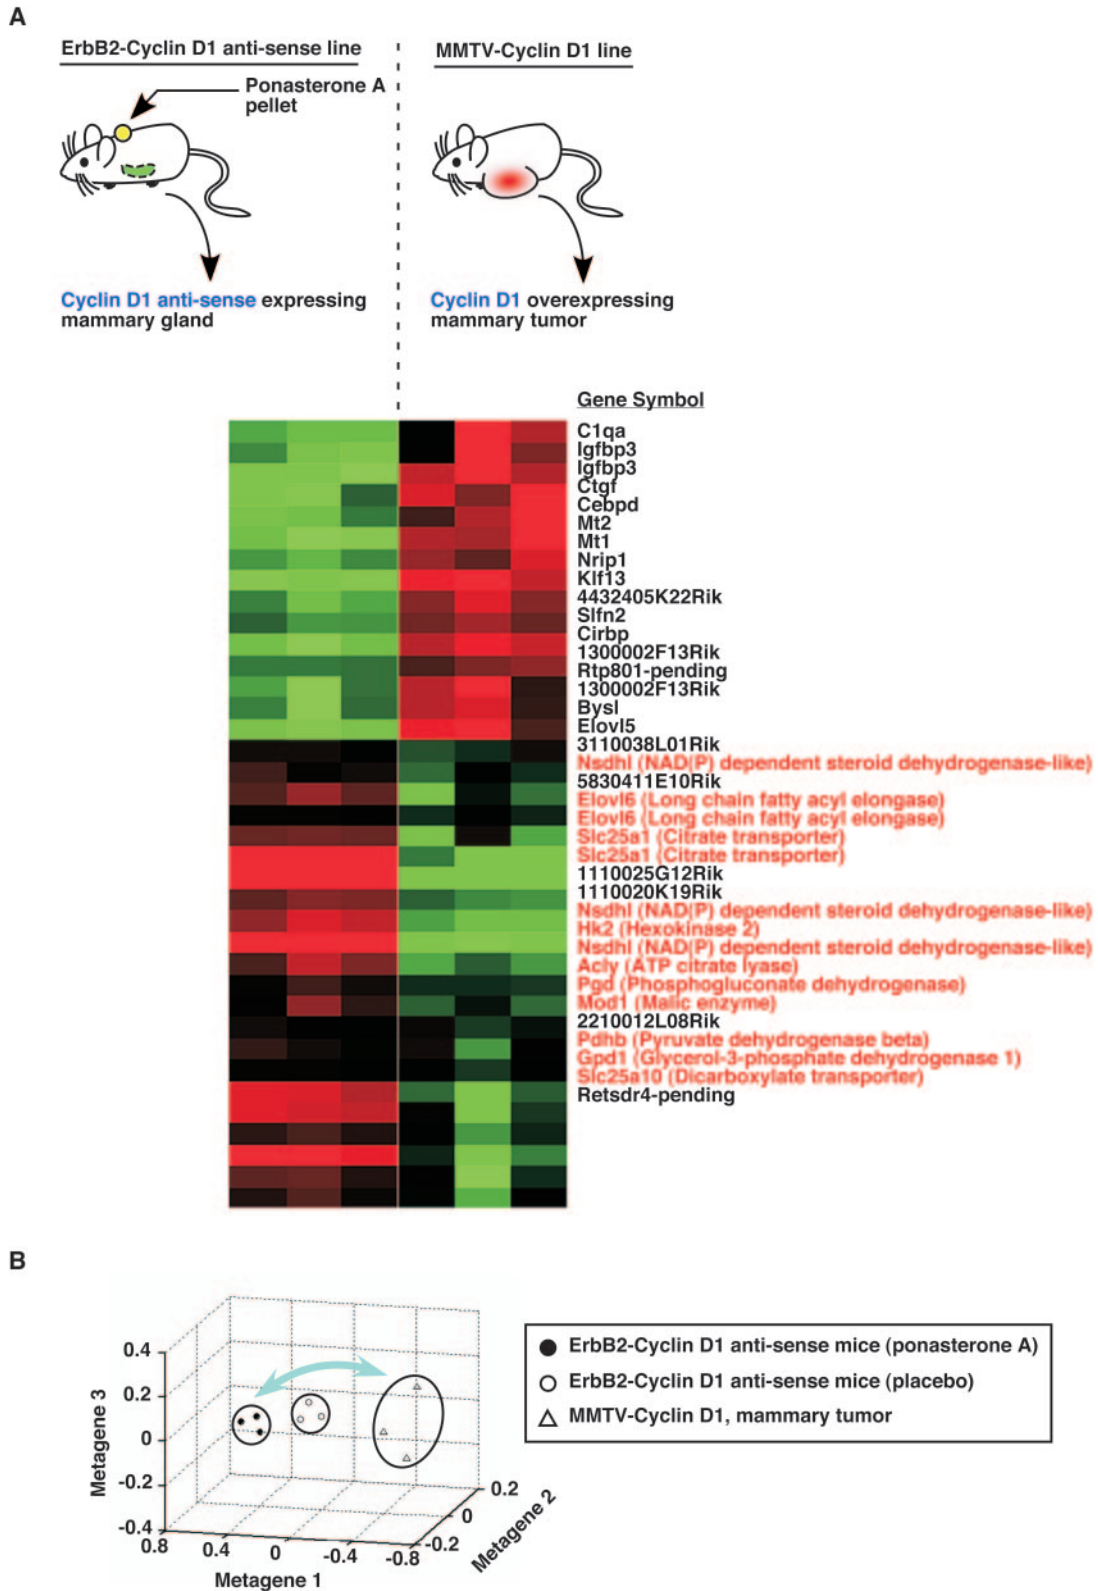 A
ErbB2-Cyclin D1 anti-sense line
MMTV-Cyclin D1 line
Ponasterone A
pellet
Cyclin D1 anti-sense expressing
mammary gland
Cyclin D1 overexpressing
mammary tumor
Gene Symbol
C1qa
Igfbp3
Igfbp3
Ctgf
Cebpd
Mt2
Mt1
Nrip1
Klf13
4432405K22Rik
Slfn2
Cirbp
1300002F13Rik
Rtp801-pending
1300002F13Rik
Bysl
Elovl5
3110038L01Rik
Nsdhl (NAD(P) dependent steroid dehydrogenase-like)
5830411E10Rik
Elovl6 (Long chain fatty acyl elongase)
Elovl6 (Long chain fatty acyl elongase)
Slc25a1 (Citrate transporter)
Slc25a1 (Citrate transporter)
1110025G12Rik
1110020K19Rik
Nsdhl (NAD(P) dependent steroid dehydrogenase-like)
Hk2 (Hexokinase 2)
Nsdhl (NAD(P) dependent steroid dehydrogenase-like)
Acly (ATP citrate lyase)
Pgd (Phosphogluconate dehydrogenase)
Mod1 (Malic enzyme)
2210012L08Rik
Pdhb (Pyruvate dehydrogenase beta)
Gpd1 (Glycerol-3-phosphate dehydrogenase 1)
Slc25a10 (Dicarboxylate transporter)
Retsdr4-pending
B
0.4
0.2
0
-0.2
-0.4
Metagene 3
0.8
0.4
0
-0.4
-0.8
Metagene 1
-0.2
0
0.2
Metagene 2
ErbB2-Cyclin D1 anti-sense mice (ponasterone A)
ErbB2-Cyclin D1 anti-sense mice (placebo)
MMTV-Cyclin D1, mammary tumor